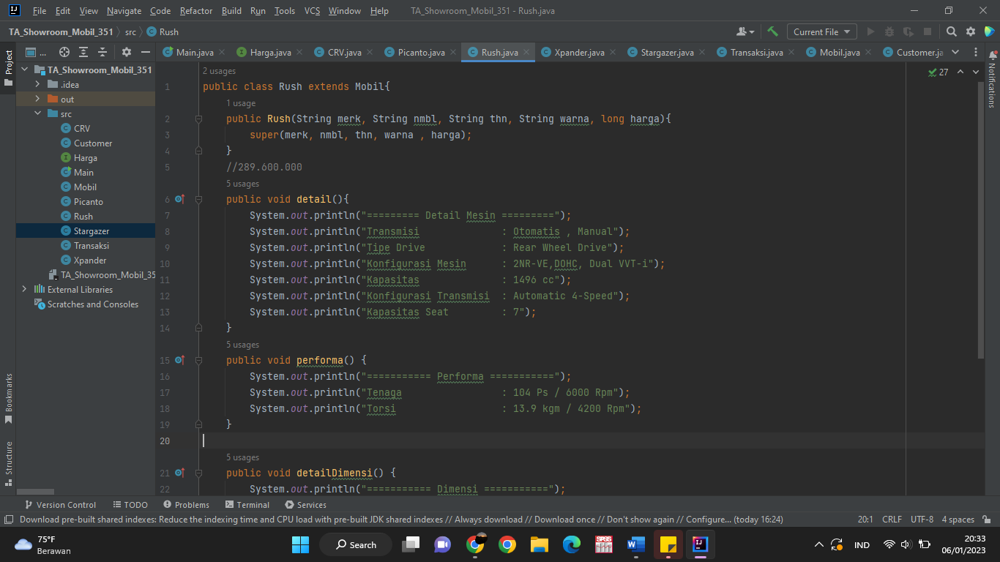 File Edit View Navigate Code Refactor Build Run Tools VCS Window Help TA_Showroom_Mobil_351 - Rush.java
TA_Showroom_Mobil_351 src Rush Current File
Project ... Main.java Harga.java CRV.java Picanto.java Rush.java Xpander.java Stargazer.java Transaksi.java Mobil.java Customer.ja
TA_Showroom_Mobil_351
.idea
out
src
CRV
Customer
Harga
Main
Mobil
Picanto
Rush
Stargazer
Transaksi
Xpander
TA_Showroom_Mobil_35
External Libraries
Scratches and Consoles
Bookmarks
Structure
Notifications
27
2 usages
1 public class Rush extends Mobil{
1 usage
2 public Rush(String merk, String nmbl, String thn, String warna, long harga){
3 super(merk, nmbl, thn, warna , harga);
4 }
5 //289.600.000
5 usages
6 public void detail(){
7 System.out.println("========= Detail Mesin =========");
8 System.out.println("Transmisi              : Otomatis , Manual");
9 System.out.println("Tipe Drive             : Rear Wheel Drive");
10 System.out.println("Konfigurasi Mesin      : 2NR-VE,DOHC, Dual VVT-i");
11 System.out.println("Kapasitas              : 1496 cc");
12 System.out.println("Konfigurasi Transmisi  : Automatic 4-Speed");
13 System.out.println("Kapasitas Seat         : 7");
14 }
5 usages
15 public void performa() {
16 System.out.println("=========== Performa ===========");
17 System.out.println("Tenaga                 : 104 Ps / 6000 Rpm");
18 System.out.println("Torsi                  : 13.9 kgm / 4200 Rpm");
19 }
20
5 usages
21 public void detailDimensi() {
22 System.out.println("=========== Dimensi ===========");
Version Control TODO Problems Terminal Services
Download pre-built shared indexes: Reduce the indexing time and CPU load with pre-built JDK shared indexes // Always download // Download once // Don't show again // Configure... (today 16:24) 20:1 CRLF UTF-8 4 spaces
75°F
Berawan
Search
IND
20:33
06/01/2023